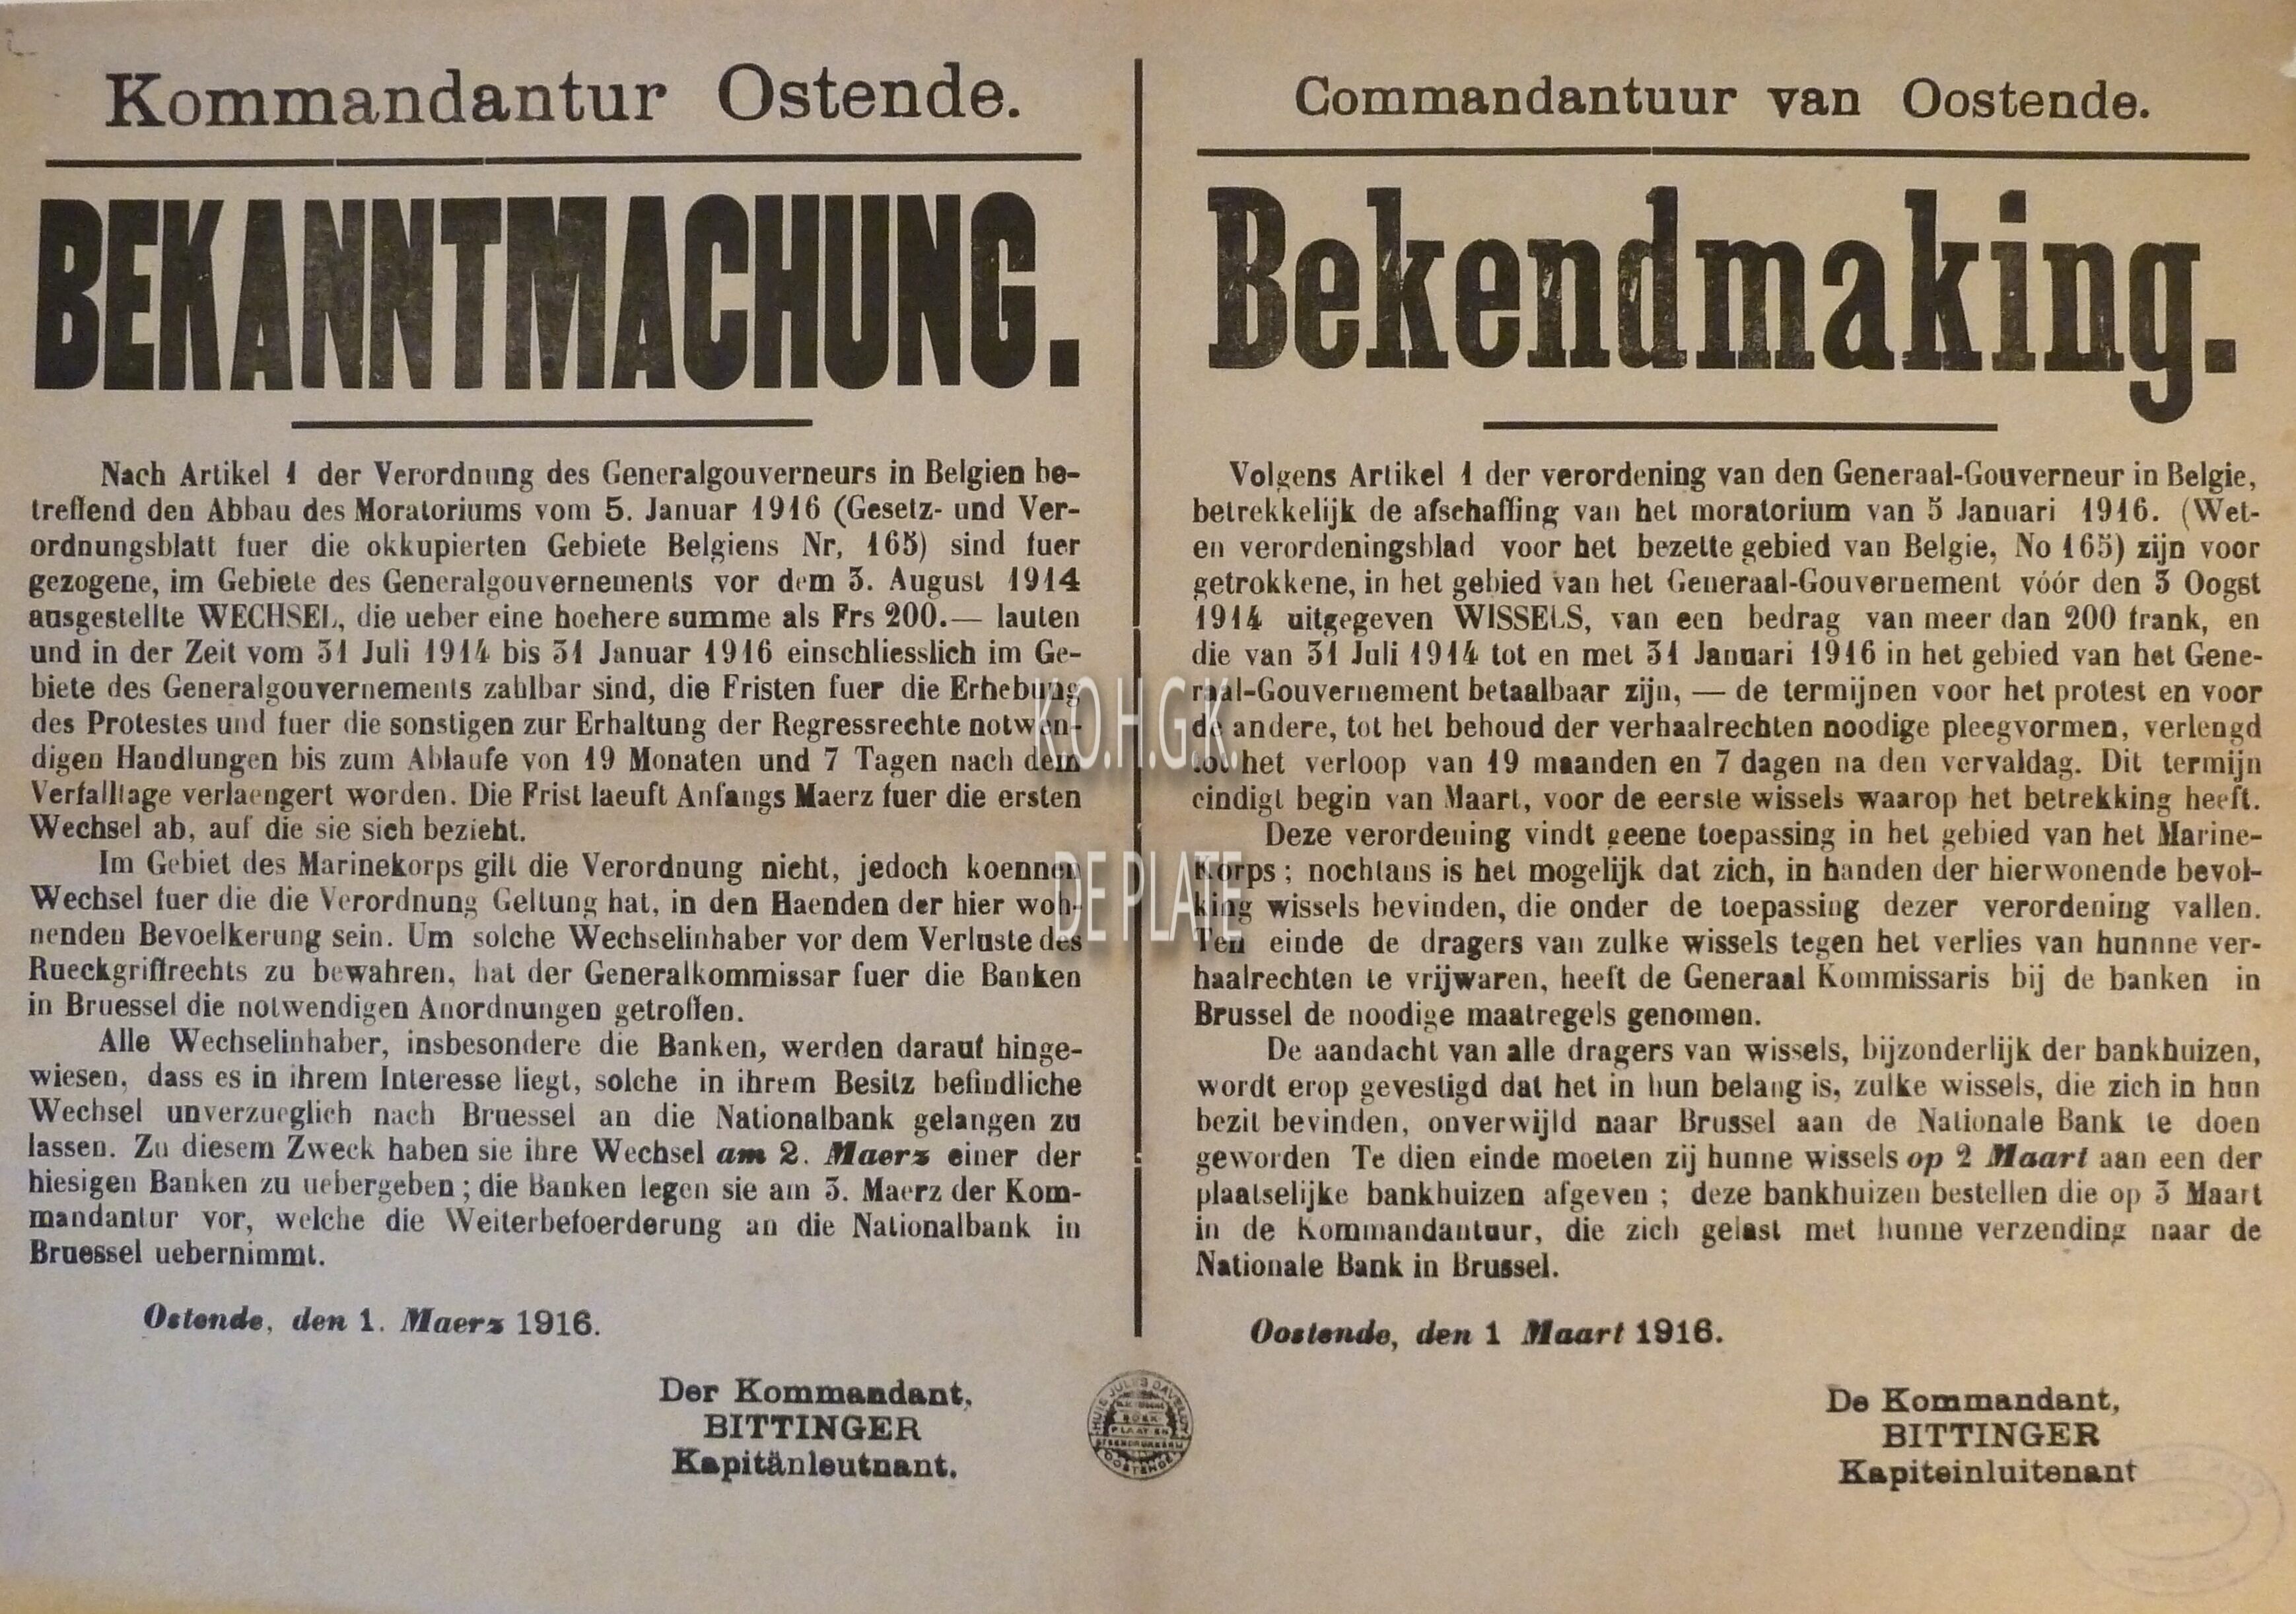 Kommandantur Ostende.
BEKANNTMACHUNG.
Nach Artikel 1 der Verordnung des Generalgouverneurs in Belgien be-
treffend den Abbau des Moratoriums vom 5. Januar 1916 (Gesetz- und Ver-
ordnungsblatt fuer die okkupierten Gebiete Belgiens Nr, 165) sind fuer
gezogene, im Gebiete des Generalgouvernements vor dem 3. August 1914
ausgestellte WECHSEL, die ueber eine hoehere summe als Frs 200.— lauten
und in der Zeit vom 31 Juli 1914 bis 31 Januar 1916 einschliesslich im Ge-
biete des Generalgouvernements zahlbar sind, die Fristen fuer die Erhebung
des Protestes und fuer die sonstigen zur Erhaltung der Regressrechte notwen-
digen Handlungen bis zum Ablaufe von 19 Monaten und 7 Tagen nach dem
Verfalltage verlaengert worden. Die Frist laeuft Anfangs Maerz fuer die ersten
Wechsel ab, auf die sie sich bezieht.
Im Gebiet des Marinekorps gilt die Verordnung nicht, jedoch koennen
Wechsel fuer die die Verordnung Geltung hat, in den Haenden der hier woh-
nenden Bevoelkerung sein. Um solche Wechselinhaber vor dem Verluste des
Rueckgriffrechts zu bewahren, hat der Generalkommissar fuer die Banken
in Bruessel die notwendigen Anordnungen getroffen.
Alle Wechselinhaber, insbesondere die Banken, werden darauf hinge-
wiesen, dass es in ihrem Interesse liegt, solche in ihrem Besitz befindliche
Wechsel unverzueglich nach Bruessel an die Nationalbank gelangen zu
lassen. Zu diesem Zweck haben sie ihre Wechsel am 2. Maerz einer der
hiesigen Banken zu uebergeben ; die Banken legen sie am 3. Maerz der Kom-
mandantur vor, welche die Weiterbefoerderung an die Nationalbank in
Bruessel uebernimmt.
Ostende, den 1. Maerz 1916.
Der Kommandant,
BITTINGER
Kapitänleutnant.
Commandantuur van Oostende.
Bekendmaking.
Volgens Artikel 1 der verordening van den Generaal-Gouverneur in Belgie,
betrekkelijk de afschaffing van het moratorium van 5 Januari 1916. (Wet-
en verordeningsblad voor het bezette gebied van Belgie, No 165) zijn voor
getrokkene, in het gebied van het Generaal-Gouvernement vóór den 3 Oogst
1914 uitgegeven WISSELS, van een bedrag van meer dan 200 frank, en
die van 31 Juli 1914 tot en met 31 Januari 1916 in het gebied van het Gene-
raal-Gouvernement betaalbaar zijn, — de termijnen voor het protest en voor
de andere, tot het behoud der verhaalrechten noodige pleegvormen, verlengd
tot het verloop van 19 maanden en 7 dagen na den vervaldag. Dit termijn
eindigt begin van Maart, voor de eerste wissels waarop het betrekking heeft.
Deze verordening vindt geene toepassing in het gebied van het Marine-
Korps ; nochtans is het mogelijk dat zich, in handen der hierwonende bevol-
king wissels bevinden, die onder de toepassing dezer verordening vallen.
Ten einde de dragers van zulke wissels tegen het verlies van hunnne ver-
haalrechten te vrijwaren, heeft de Generaal Kommissaris bij de banken in
Brussel de noodige maatregels genomen.
De aandacht van alle dragers van wissels, bijzonderlijk der bankhuizen,
wordt erop gevestigd dat het in hun belang is, zulke wissels, die zich in hun
bezit bevinden, onverwijld naar Brussel aan de Nationale Bank te doen
geworden Te dien einde moeten zij hunne wissels op 2 Maart aan een der
plaatselijke bankhuizen afgeven ; deze bankhuizen bestellen die op 3 Maart
in de Kommandantuur, die zich gelast met hunne verzending naar de
Nationale Bank in Brussel.
Oostende, den 1 Maart 1916.
De Kommandant,
BITTINGER
Kapiteinluitenant
K.O.H.G.K.
DE PLATE
HUIS JULES
BOEK
PLAAT EN
STEENDRUKKERIJ
OOSTENDE